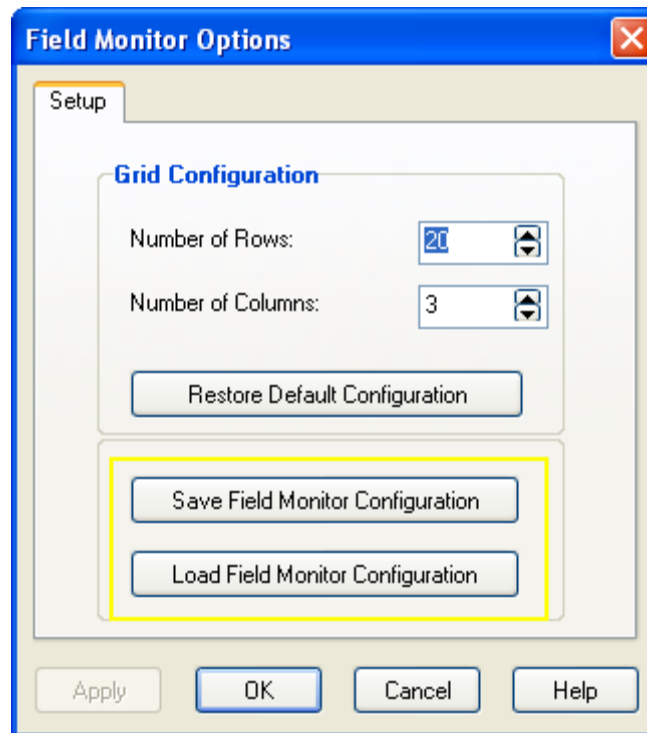 Field Monitor Options
Setup
Grid Configuration
Number of Rows: 20
Number of Columns: 3
Restore Default Configuration
Save Field Monitor Configuration
Load Field Monitor Configuration
Apply OK Cancel Help